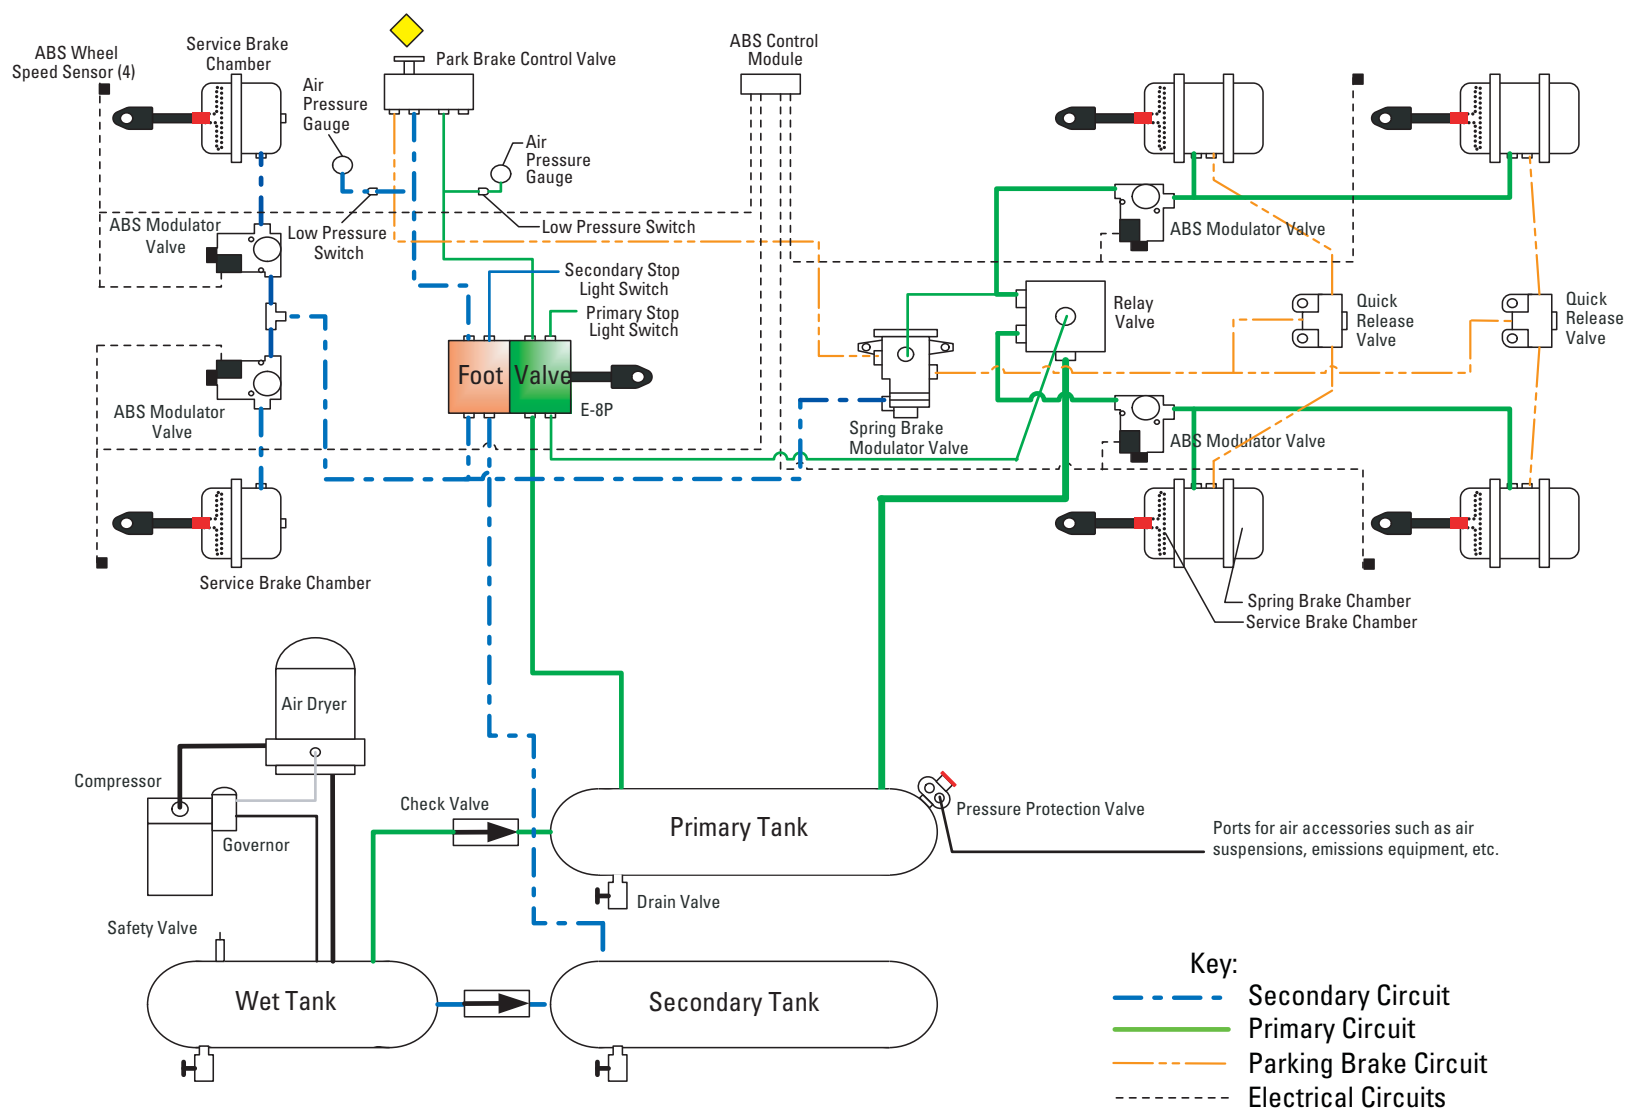 ABS Wheel
Speed Sensor (4)
Service Brake
Chamber
Park Brake Control Valve
ABS Control
Module
Air
Pressure
Gauge
Air
Pressure
Gauge
ABS Modulator
Valve
Low Pressure
Switch
Low Pressure Switch
ABS Modulator Valve
Secondary Stop
Light Switch
Primary Stop
Light Switch
Relay
Valve
Quick
Release
Valve
Quick
Release
Valve
Foot Valve
E-8P
ABS Modulator
Valve
Spring Brake
Modulator Valve
ABS Modulator Valve
Service Brake Chamber
Spring Brake Chamber
Service Brake Chamber
Air Dryer
Compressor
Governor
Check Valve
Primary Tank
Pressure Protection Valve
Ports for air accessories such as air
suspensions, emissions equipment, etc.
Drain Valve
Safety Valve
Wet Tank
Secondary Tank
Key:
Secondary Circuit
Primary Circuit
Parking Brake Circuit
Electrical Circuits